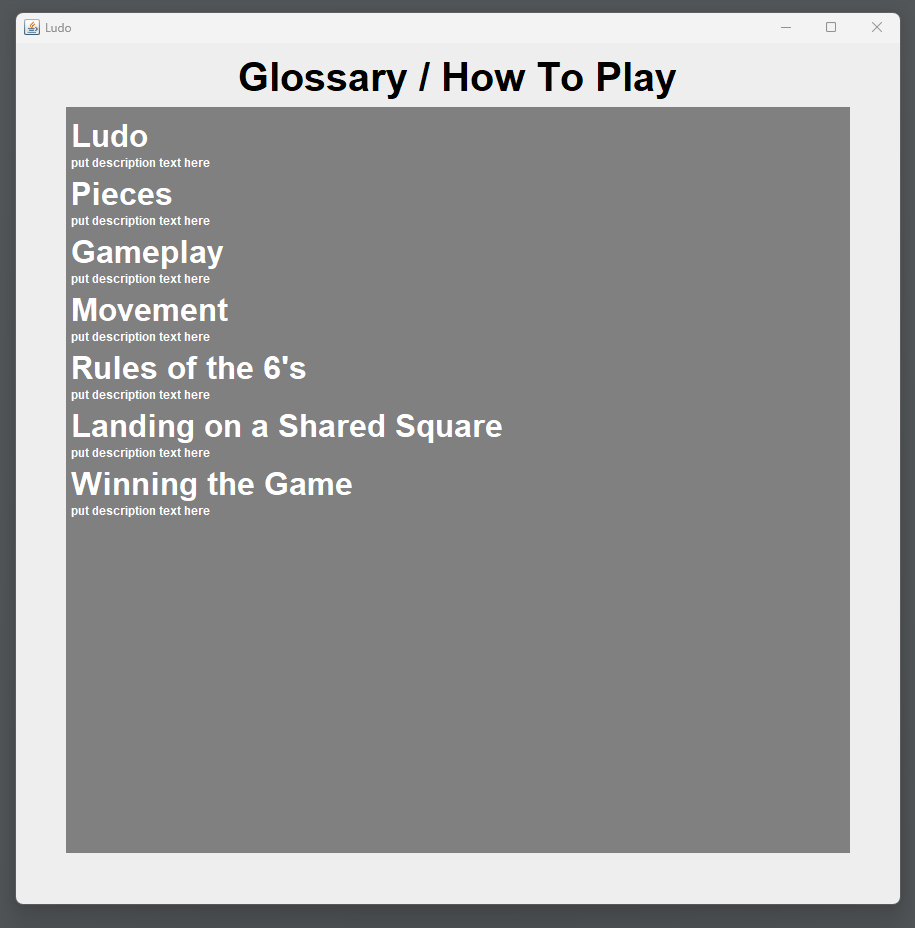 Ludo
Glossary / How To Play
Ludo
put description text here
Pieces
put description text here
Gameplay
put description text here
Movement
put description text here
Rules of the 6's
put description text here
Landing on a Shared Square
put description text here
Winning the Game
put description text here